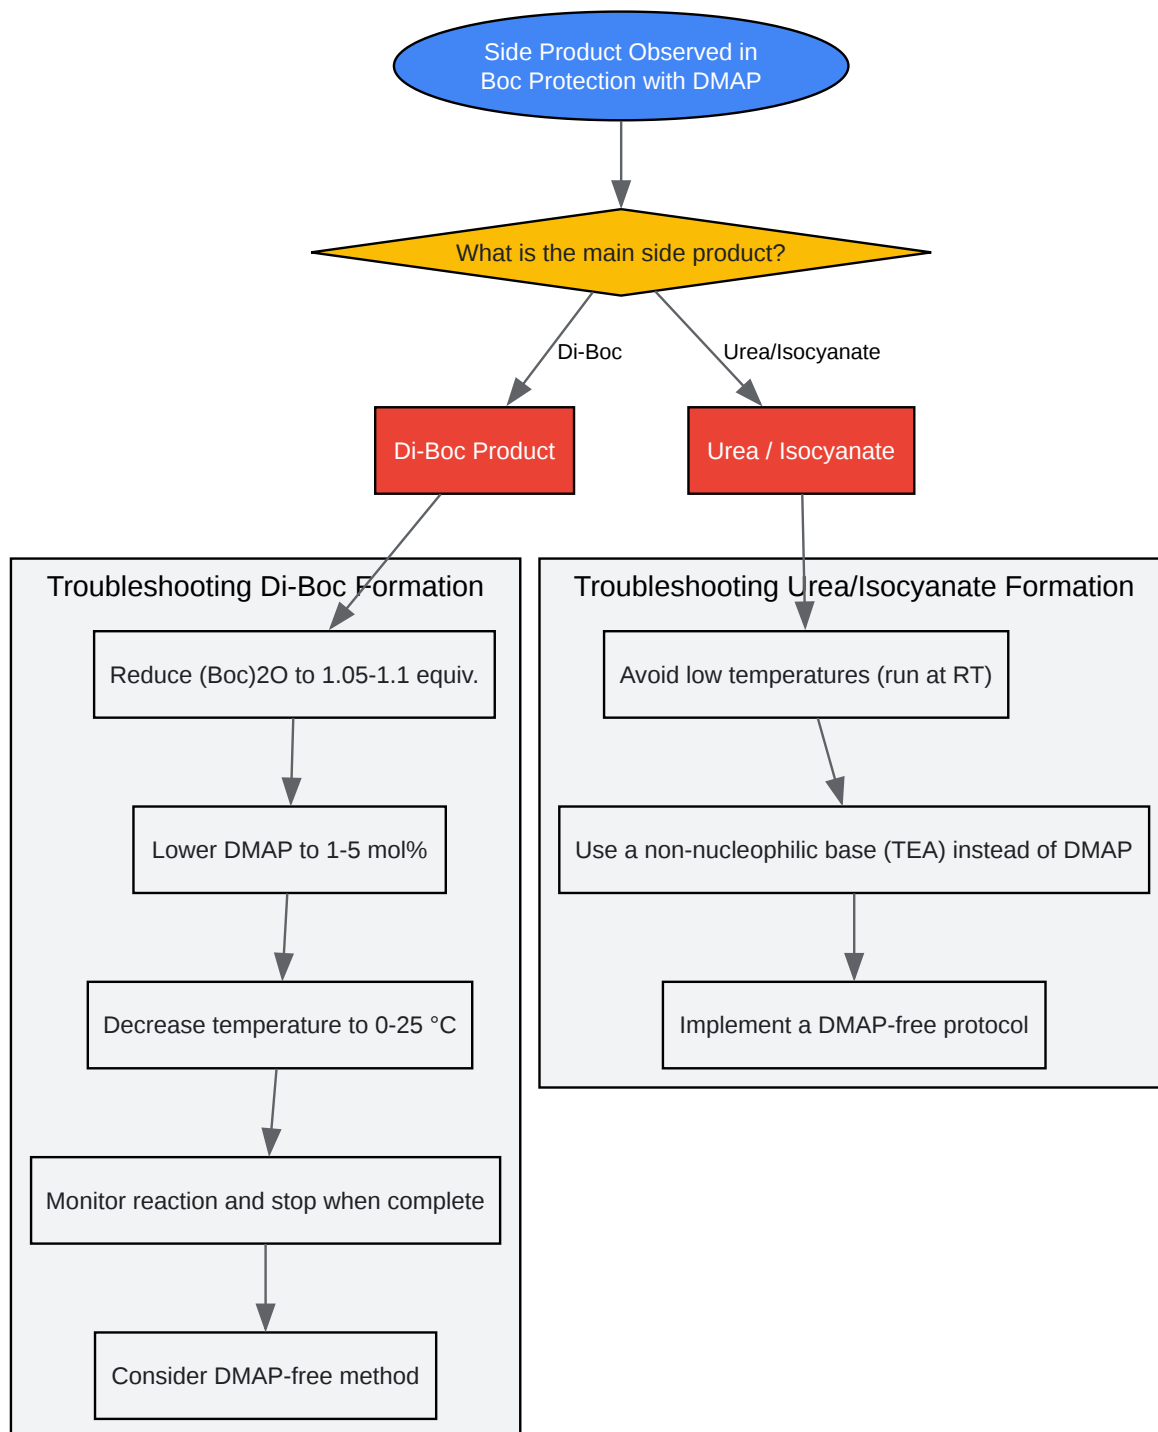 Side Product Observed in
Boc Protection with DMAP
What is the main side product?
Di-Boc
Urea/Isocyanate
Di-Boc Product
Urea / Isocyanate
Troubleshooting Di-Boc Formation
Reduce (Boc)2O to 1.05-1.1 equiv.
Lower DMAP to 1-5 mol%
Decrease temperature to 0-25 °C
Monitor reaction and stop when complete
Consider DMAP-free method
Troubleshooting Urea/Isocyanate Formation
Avoid low temperatures (run at RT)
Use a non-nucleophilic base (TEA) instead of DMAP
Implement a DMAP-free protocol